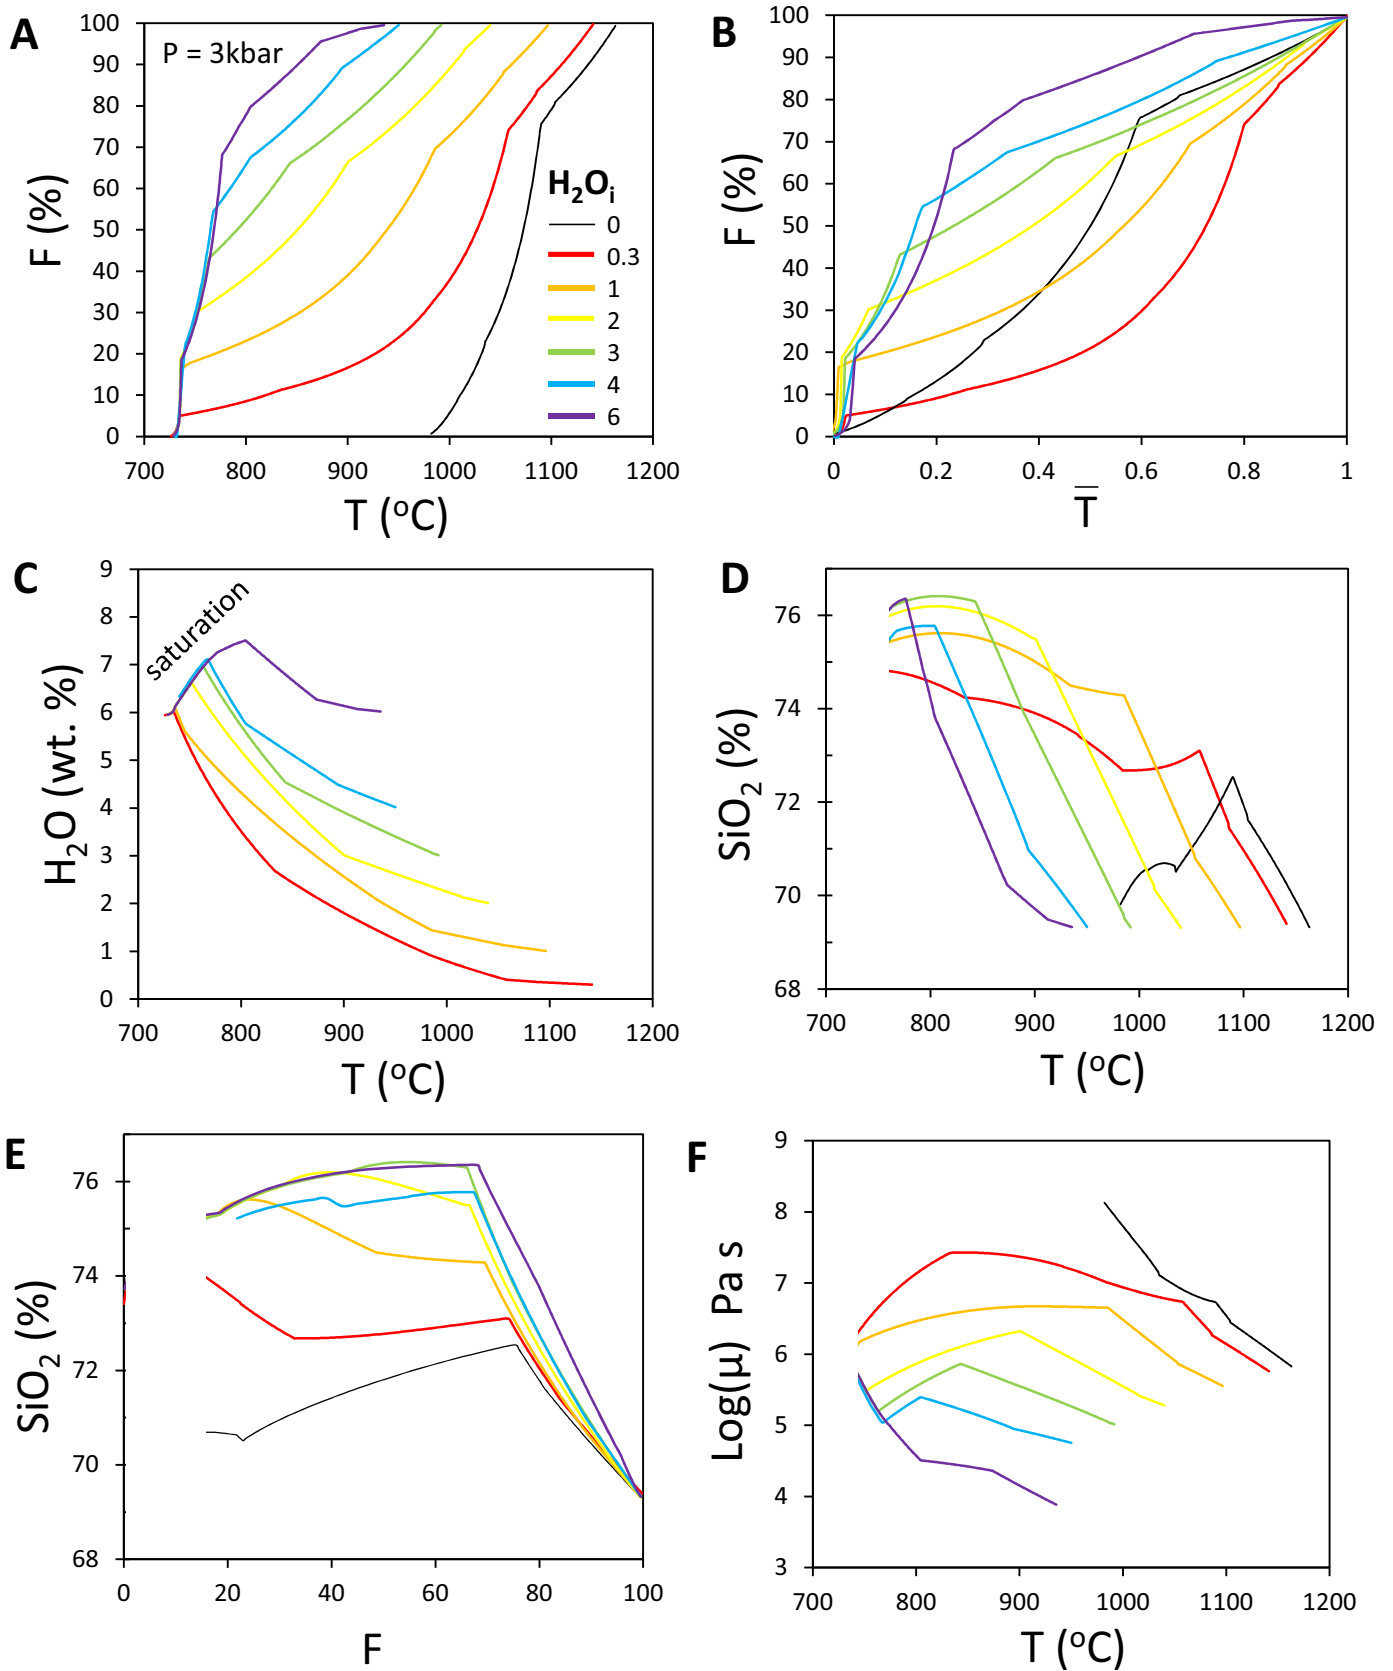 A
P = 3kbar
100
90
80
70
60
50
40
30
20
10
0
F (%)
H₂Oᵢ
0
0.3
1
2
3
4
6
700 800 900 1000 1100 1200
T (°C)
B
100
80
60
40
20
0
F (%)
0 0.2 0.4 0.6 0.8 1
T̅
C
9
8
7
6
5
4
3
2
1
0
H₂O (wt. %)
saturation
700 800 900 1000 1100 1200
T (°C)
D
76
74
72
70
68
SiO₂ (%)
700 800 900 1000 1100 1200
T (°C)
E
76
74
72
70
68
SiO₂ (%)
0 20 40 60 80 100
F
F
9
8
7
6
5
4
3
Log(μ) Pa s
700 800 900 1000 1100 1200
T (°C)